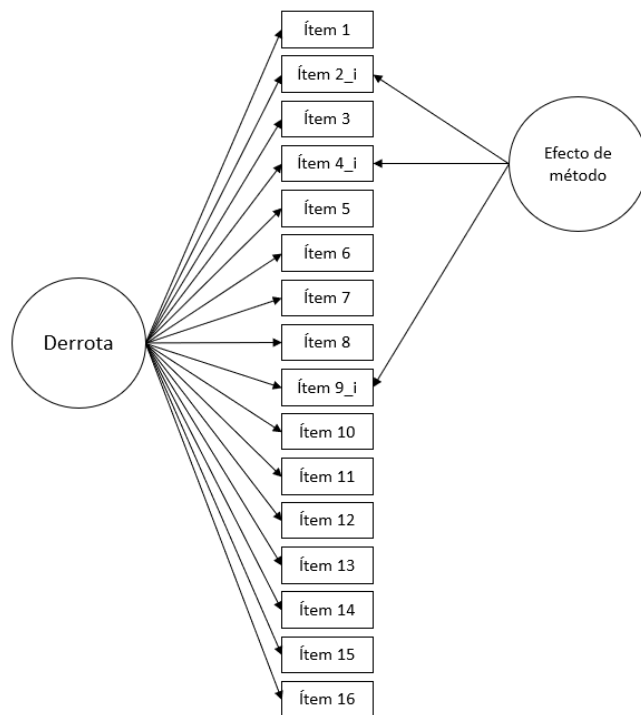 Ítem 1
Ítem 2_i
Ítem 3
Ítem 4_i
Ítem 5
Ítem 6
Ítem 7
Ítem 8
Ítem 9_i
Ítem 10
Ítem 11
Ítem 12
Ítem 13
Ítem 14
Ítem 15
Ítem 16
Derrota
Efecto de
método